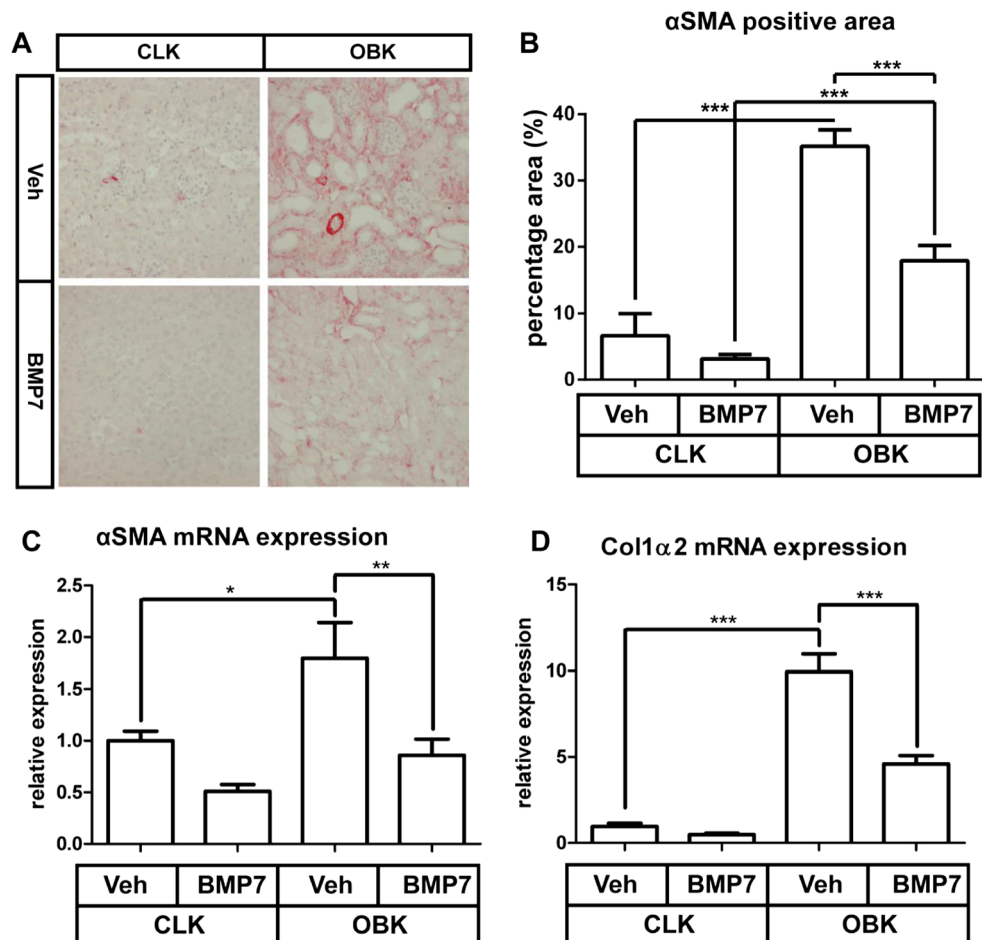 A
CLK OBK
Veh
BMP7
B
αSMA positive area
percentage area (%)
40
30
20
10
0
***
***
***
Veh BMP7 Veh BMP7
CLK OBK
C
αSMA mRNA expression
relative expression
2.5
2.0
1.5
1.0
0.5
0.0
*
**
Veh BMP7 Veh BMP7
CLK OBK
D
Col1α2 mRNA expression
relative expression
15
10
5
0
***
***
Veh BMP7 Veh BMP7
CLK OBK